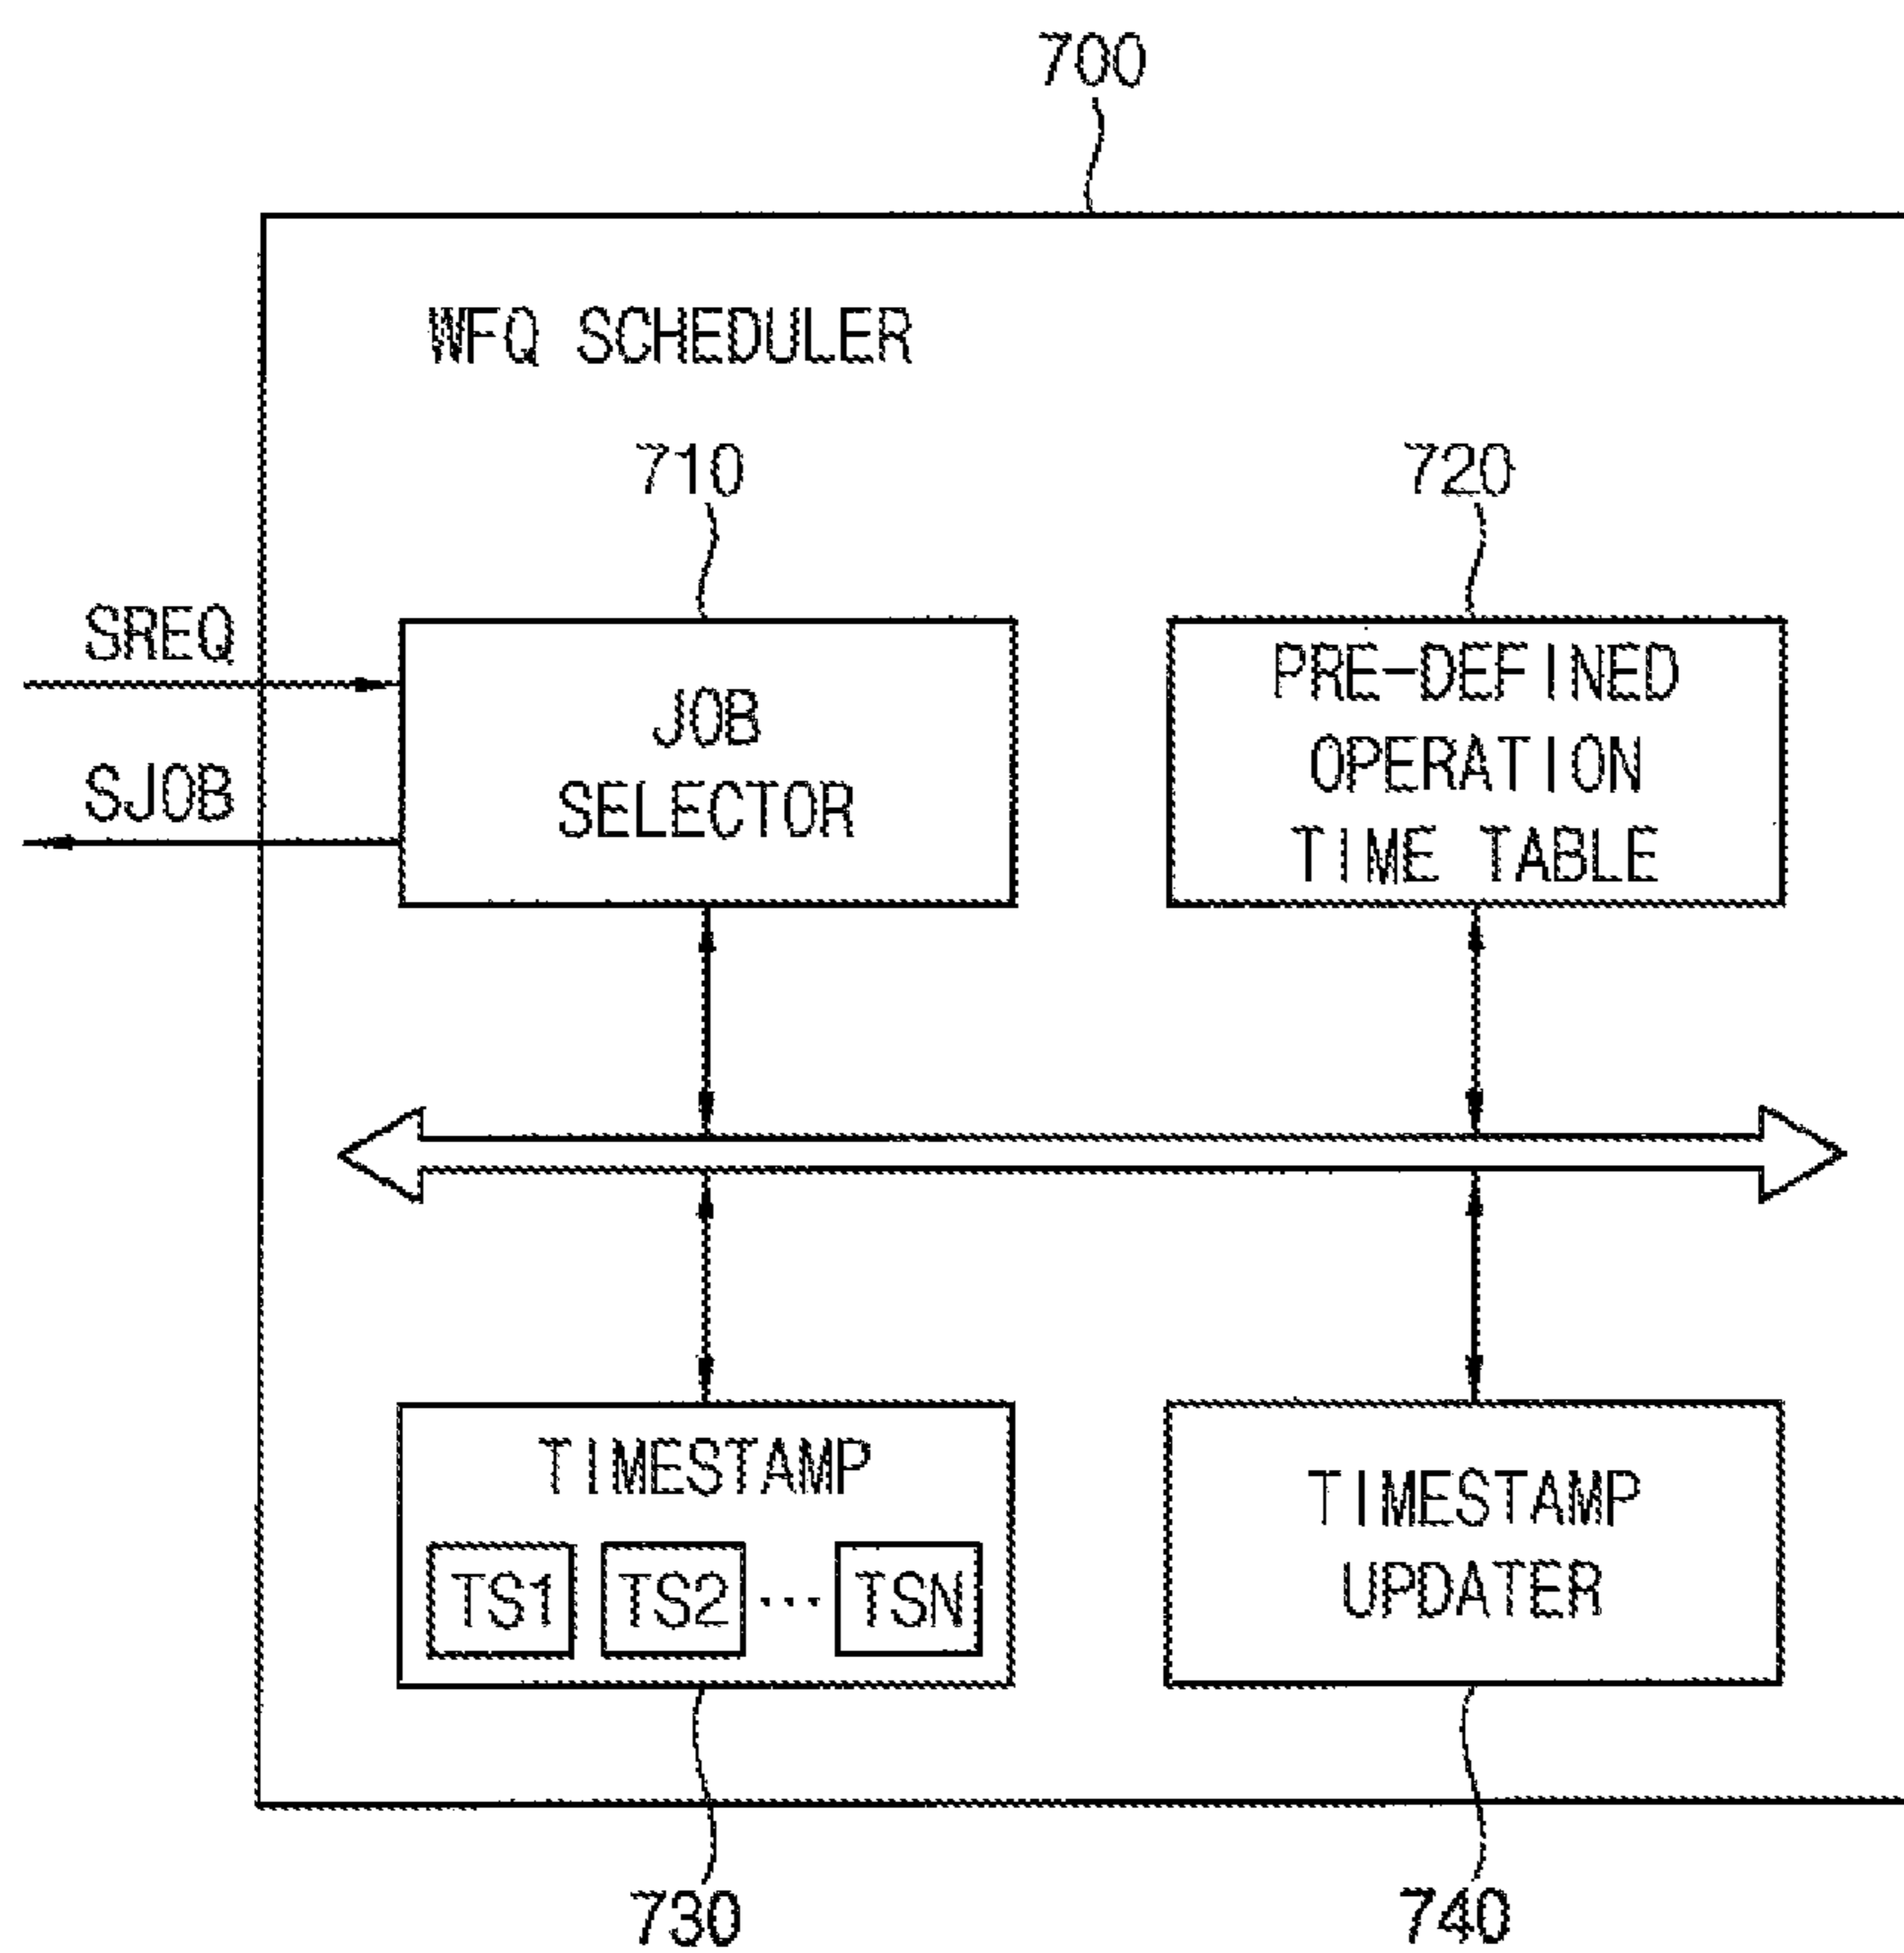 700
WFQ SCHEDULER
710
720
SREQ
SJOB
JOB
SELECTOR
PRE-DEFINED
OPERATION
TIME TABLE
TIMESTAMP
TS1 TS2 ··· TSN
TIMESTAMP
UPDATER
730
740